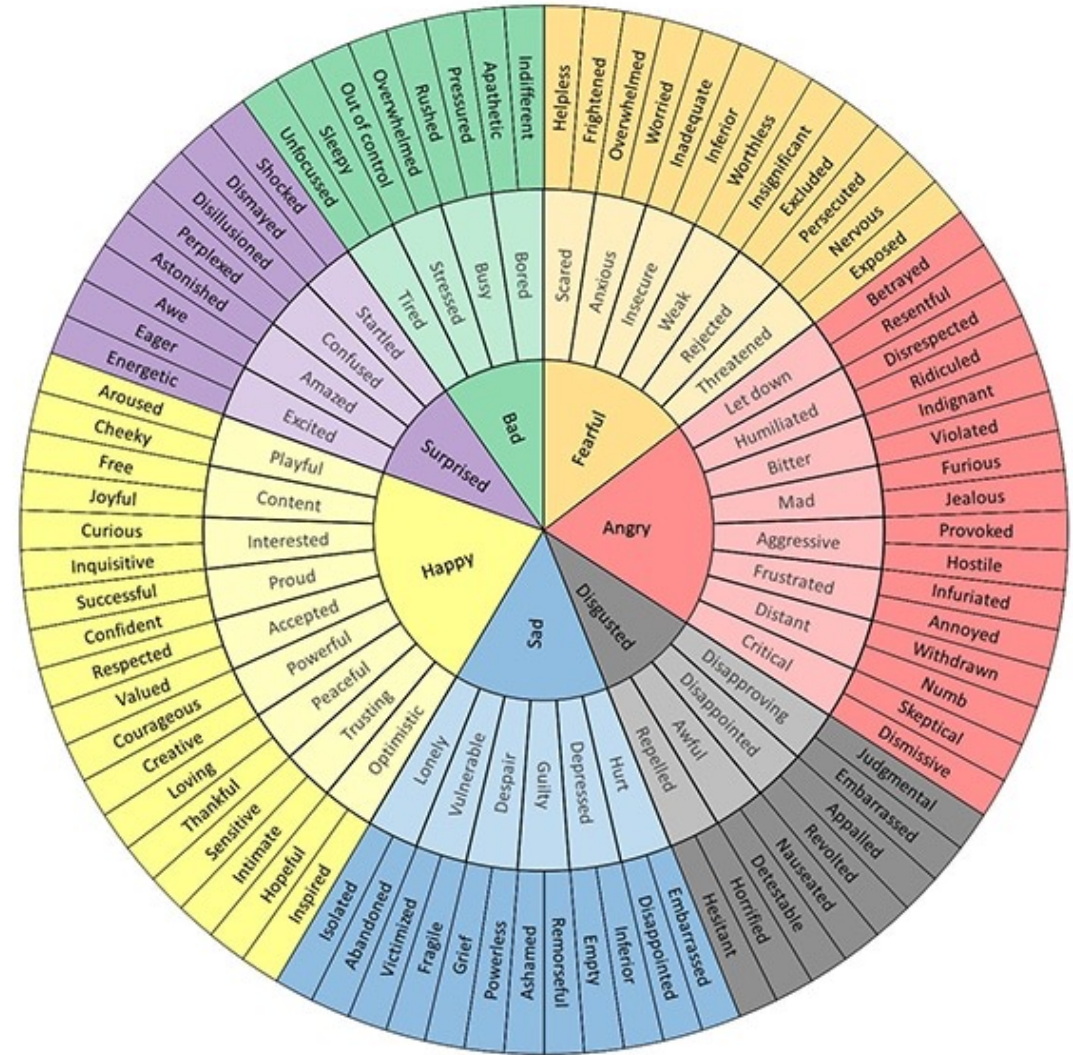 Bad
Fearful
Angry
Disgusted
Sad
Happy
Surprised
Scared
Anxious
Insecure
Weak
Rejected
Threatened
Let down
Humiliated
Bitter
Mad
Aggressive
Frustrated
Distant
Critical
Disapproving
Disappointed
Awful
Repelled
Hurt
Depressed
Guilty
Despair
Vulnerable
Lonely
Optimistic
Trusting
Peaceful
Powerful
Accepted
Proud
Interested
Content
Playful
Excited
Amazed
Confused
Startled
Tired
Stressed
Busy
Bored
Helpless
Frightened
Overwhelmed
Worried
Inadequate
Inferior
Worthless
Insignificant
Excluded
Persecuted
Nervous
Exposed
Betrayed
Resentful
Disrespected
Ridiculed
Indignant
Violated
Furious
Jealous
Provoked
Hostile
Infuriated
Annoyed
Withdrawn
Numb
Skeptical
Dismissive
Judgmental
Embarrassed
Appalled
Revolted
Nauseated
Detestable
Horrified
Hesitant
Embarrassed
Disappointed
Inferior
Empty
Remorseful
Ashamed
Powerless
Grief
Fragile
Victimized
Abandoned
Isolated
Inspired
Hopeful
Intimate
Sensitive
Thankful
Loving
Creative
Courageous
Valued
Respected
Confident
Successful
Inquisitive
Curious
Joyful
Free
Cheeky
Aroused
Energetic
Eager
Awe
Astonished
Perplexed
Disillusioned
Dismayed
Shocked
Unfocussed
Sleepy
Out of control
Overwhelmed
Rushed
Pressured
Apathetic
Indifferent